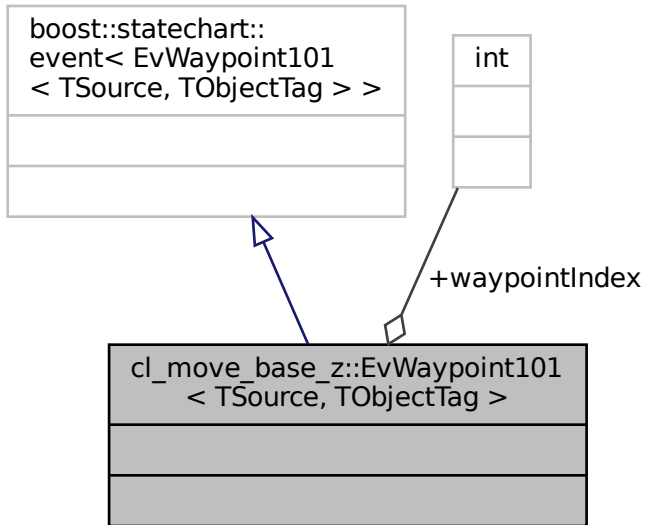 boost::statechart::
event< EvWaypoint101
< TSource, TObjectTag > >
int
+waypointIndex
cl_move_base_z::EvWaypoint101
< TSource, TObjectTag >